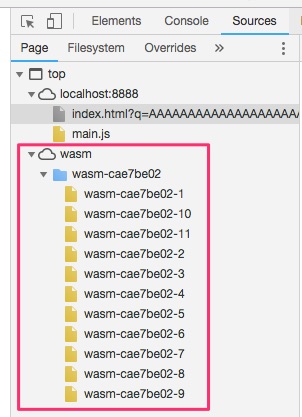 Elements Console Sources
Page Filesystem Overrides »
top
localhost:8888
index.html?q=AAAAAAAAAAAAAAAAAAAA
main.js
wasm
wasm-cae7be02
wasm-cae7be02-1
wasm-cae7be02-10
wasm-cae7be02-11
wasm-cae7be02-2
wasm-cae7be02-3
wasm-cae7be02-4
wasm-cae7be02-5
wasm-cae7be02-6
wasm-cae7be02-7
wasm-cae7be02-8
wasm-cae7be02-9